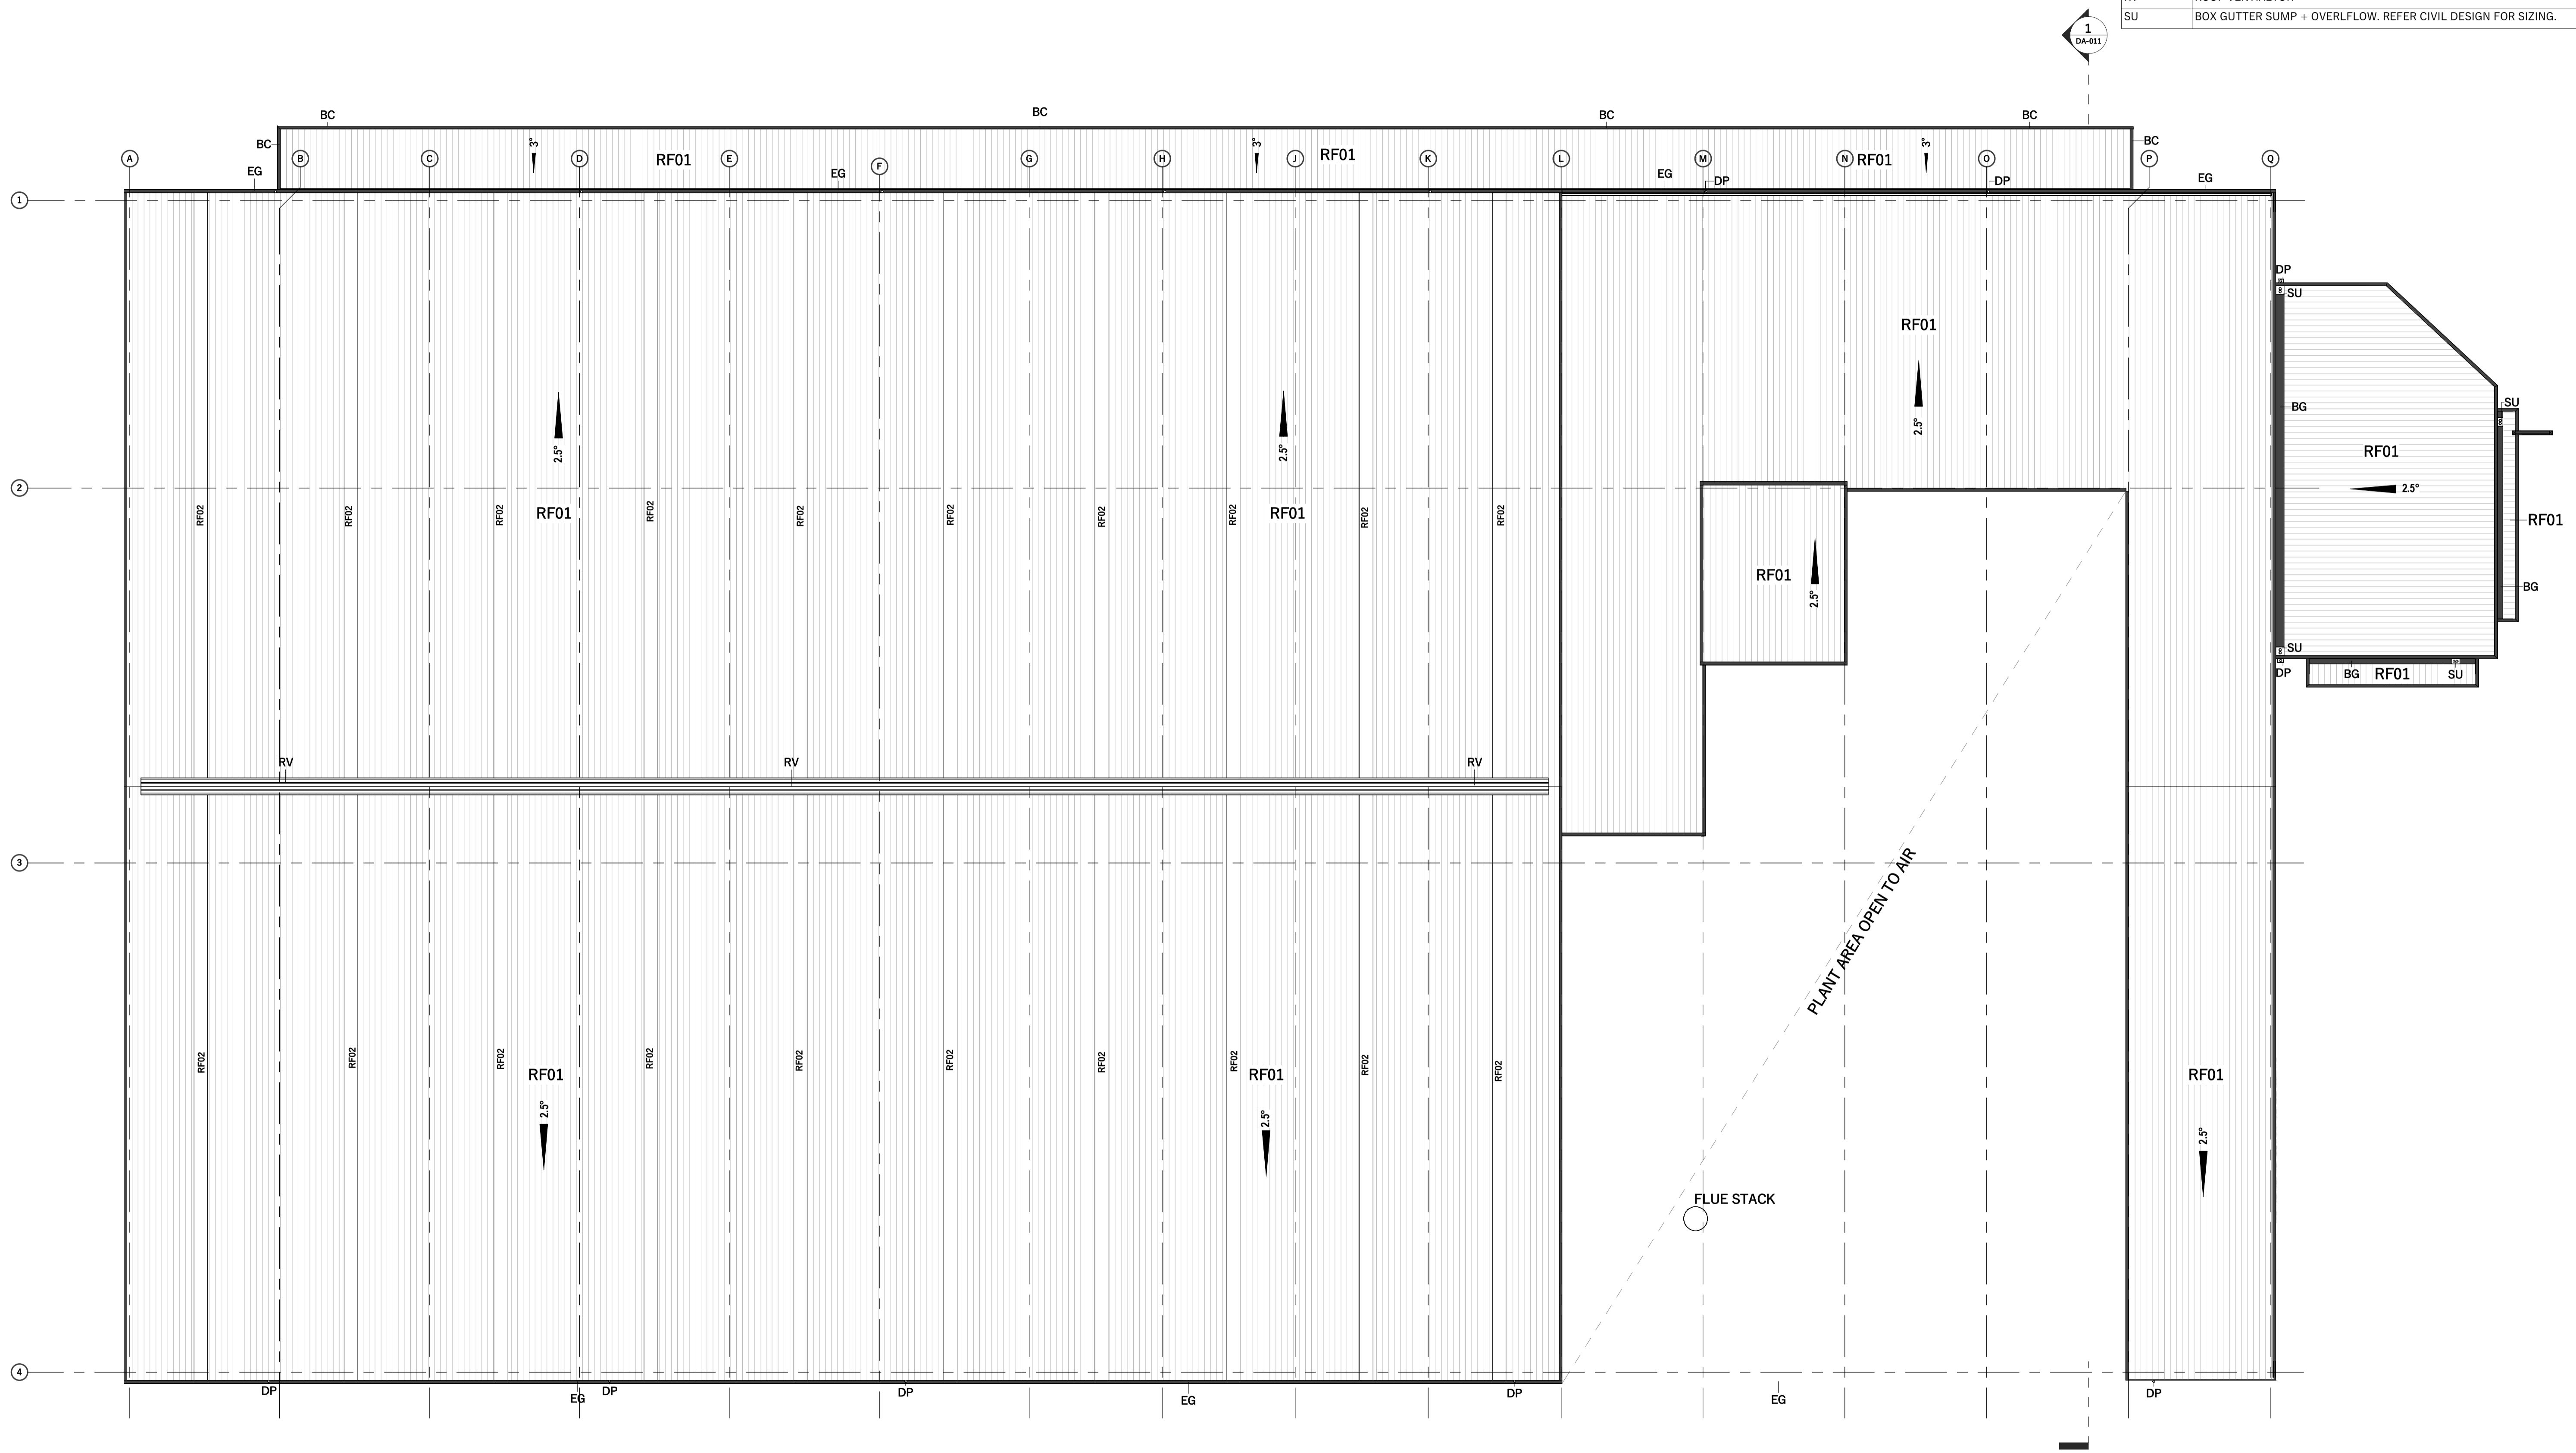 SU BOX GUTTER SUMP + OVERLFLOW. REFER CIVIL DESIGN FOR SIZING.
1
DA-011
BC BC BC BC
BC 3° 3° 3° BC
A B C D E F G H J K L M N O P Q
RF01 RF01 RF01
EG EG EG DP DP EG
1
DP
SU
RF01
SU
BG
2.5° 2.5° 2.5°
RF01
2 2.5°
RF02 RF02 RF02 RF01 RF02 RF02 RF02 RF02 RF02 RF01 RF02 RF02
RF01
RF01
2.5°
BG
SU
DP BG RF01 SU
RV RV RV
3
PLANT AREA OPEN TO AIR
RF02 RF02 RF02 RF02 RF02 RF02 RF02 RF02 RF02 RF02
RF01 RF01 RF01
2.5° 2.5° 2.5°
FLUE STACK
4
DP EG DP DP EG DP EG DP